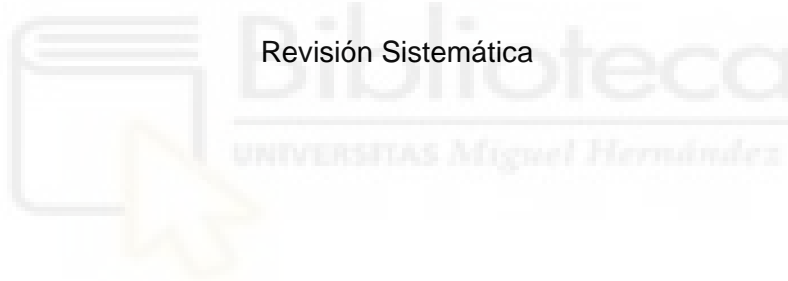 Revisión Sistemática
Biblioteca
UNIVERSITAS Miguel Hernández